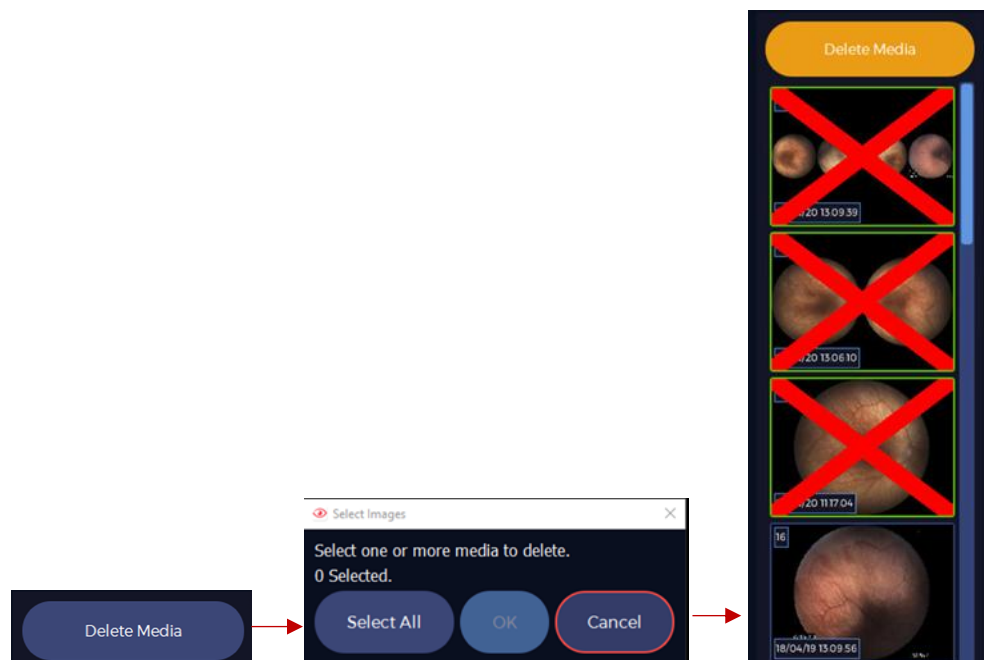 Delete Media
Select Images
Select one or more media to delete.
0 Selected.
Select All
OK
Cancel
Delete Media
/20 13.09.39
/20 13.06.10
/20 11.17.04
16
18/04/19 13.09.56